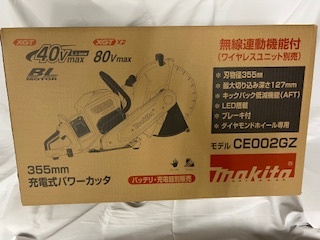 XGT
40Vmax
Li-ion
XGT X2
80Vmax
BL
MOTOR
無線連動機能付
(ワイヤレスユニット別売)
●刃物径355mm
●最大切り込み深さ127mm
●キックバック低減機能(AFT)
●LED搭載
●ブレーキ付
●ダイヤモンドホイール専用
モデル CE002GZ
355mm
充電式パワーカッタ
バッテリ・充電器別販売
makita